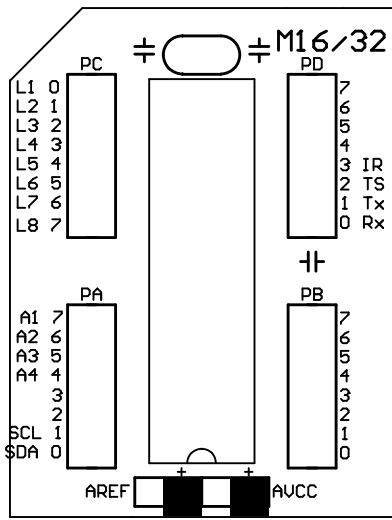 M16/32
PC
L1 0
L2 1
L3 2
L4 3
L5 4
L6 5
L7 6
L8 7
PD
7
6
5
4
3 IR
2 TS
1 Tx
0 Rx
PA
A1 7
A2 6
A3 5
A4 4
3
2
SCL 1
SDA 0
PB
7
6
5
4
3
2
1
0
+ +
AREF AVCC